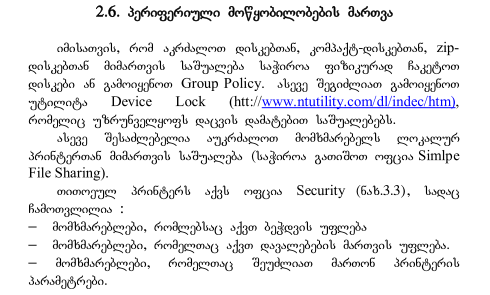 2.6. პერიფერიული მოწყობილობების მართვა
იმისათვის, რომ აკრძალოთ დისკებთან, კომპაქტ-დისკებთან, zip-
დისკებთან მიმართვის საშუალება საჭიროა ფიზიკურად ჩაკეტოთ
დისკები ან გამოიყენოთ Group Policy. ასევე შეგიძლიათ გამოიყენოთ
უტილიტა Device Lock (htt://www.ntutility.com/dl/indec/htm),
რომელიც უზრუნველყოფს დაცვის დამატებით საშუალებებს.
ასევე შესაძლებელია აუკრძალოთ მომხმარებელს ლოკალურ
პრინტერთან მიმართვის საშუალება (საჭიროა გათიშოთ ოფცია Simlpe
File Sharing).
თითოეულ პრინტერს აქვს ოფცია Security (ნახ.3.3), სადაც
ჩამოთვლილია :
– მომხმარებლები, რომლებსაც აქვთ ბეჭდვის უფლება
– მომხმარებლები, რომელთაც აქვთ დავალებების მართვის უფლება.
– მომხმარებლები, რომელთაც შეუძლიათ მართონ პრინტერის
პარამეტრები.